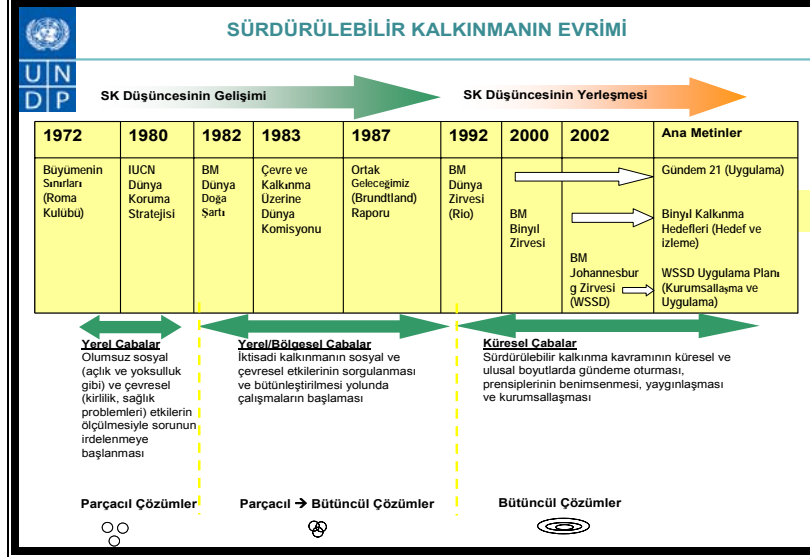 SÜRDÜRÜLEBİLİR KALKINMANIN EVRİMİ
U N
D P
SK Düşüncesinin Gelişimi
SK Düşüncesinin Yerleşmesi
1972
1980
1982
1983
1987
1992
2000
2002
Ana Metinler
Büyümenin
Sınırları
(Roma
Kulübü)
IUCN
Dünya
Koruma
Stratejisi
BM
Dünya
Doğa
Şartı
Çevre ve
Kalkınma
Üzerine
Dünya
Komisyonu
Ortak
Geleceğimiz
(Brundtland)
Raporu
BM
Dünya
Zirvesi
(Rio)
BM
Binyıl
Zirvesi
BM
Johannesbur
g Zirvesi
(WSSD)
Gündem 21 (Uygulama)
Binyıl Kalkınma
Hedefleri (Hedef ve
izleme)
WSSD Uygulama Planı
(Kurumsallaşma ve
Uygulama)
Yerel Çabalar
Olumsuz sosyal
(açlık ve yoksulluk
gibi) ve çevresel
(kirlilik, sağlık
problemleri) etkilerin
ölçülmesiyle sorunun
irdelenmeye
başlanması
Yerel/Bölgesel Çabalar
İktisadi kalkınmanın sosyal ve
çevresel etkilerinin sorgulanması
ve bütünleştirilmesi yolunda
çalışmaların başlaması
Küresel Çabalar
Sürdürülebilir kalkınma kavramının küresel ve
ulusal boyutlarda gündeme oturması,
prensiplerinin benimsenmesi, yaygınlaşması
ve kurumsallaşması
Parçacıl Çözümler
Parçacıl → Bütüncül Çözümler
Bütüncül Çözümler